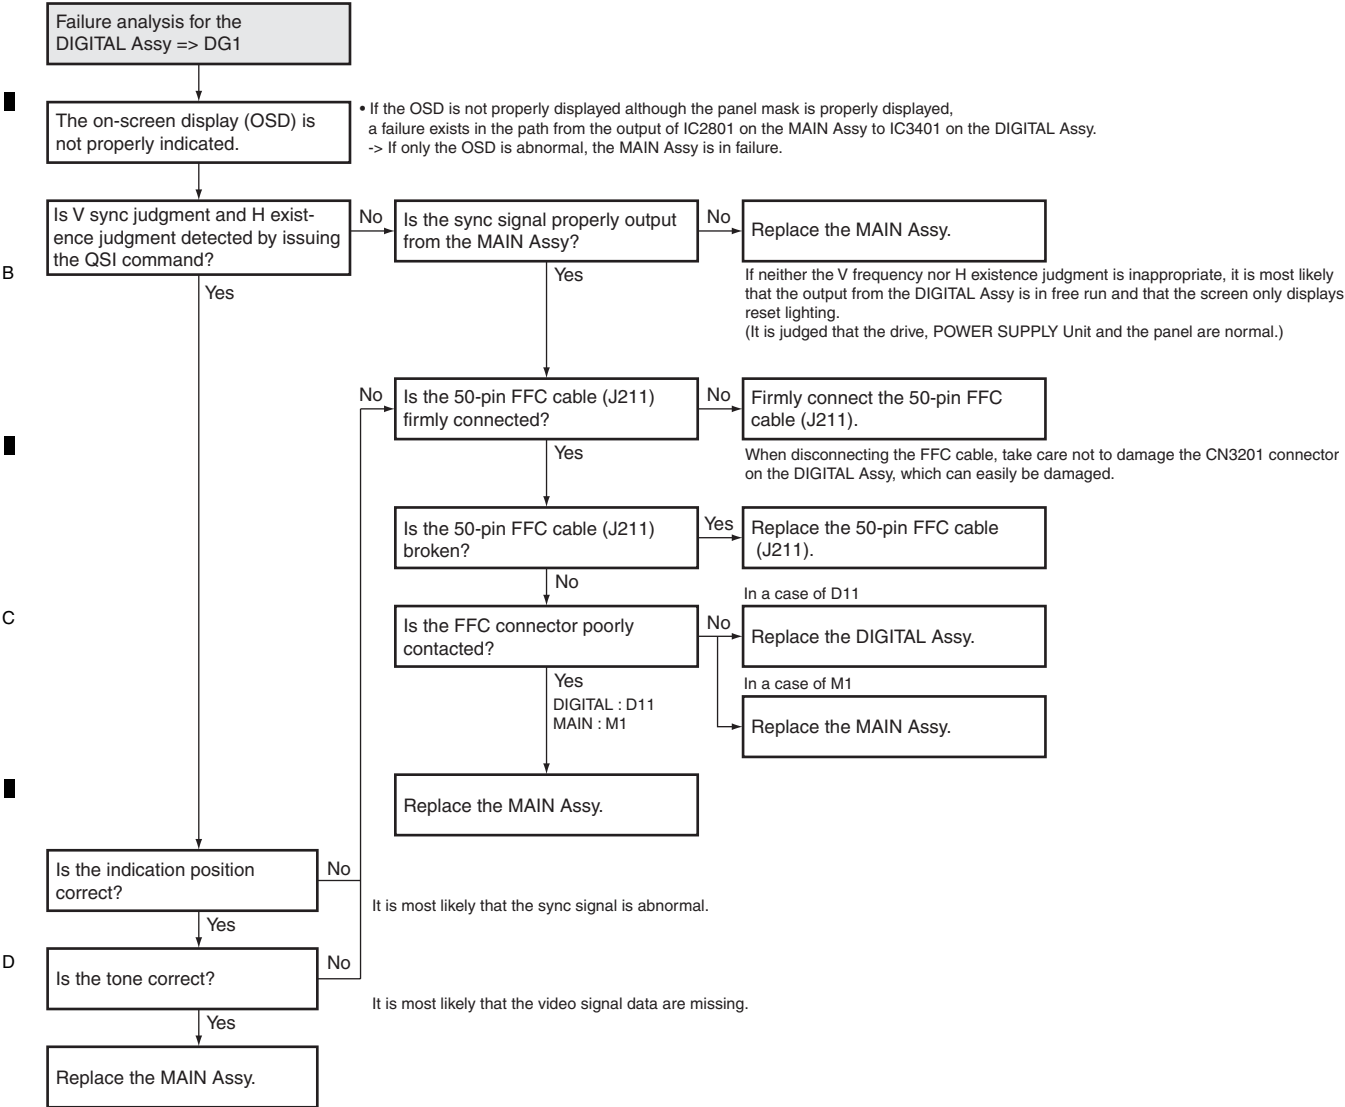 Failure analysis for the
DIGITAL Assy => DG1
The on-screen display (OSD) is
not properly indicated.
• If the OSD is not properly displayed although the panel mask is properly displayed,
a failure exists in the path from the output of IC2801 on the MAIN Assy to IC3401 on the DIGITAL Assy.
-> If only the OSD is abnormal, the MAIN Assy is in failure.
Is V sync judgment and H exist-
ence judgment detected by issuing
the QSI command?
No
Is the sync signal properly output
from the MAIN Assy?
No
Replace the MAIN Assy.
B
Yes
Yes
If neither the V frequency nor H existence judgment is inappropriate, it is most likely
that the output from the DIGITAL Assy is in free run and that the screen only displays
reset lighting.
(It is judged that the drive, POWER SUPPLY Unit and the panel are normal.)
No
Is the 50-pin FFC cable (J211)
firmly connected?
No
Firmly connect the 50-pin FFC
cable (J211).
Yes
When disconnecting the FFC cable, take care not to damage the CN3201 connector
on the DIGITAL Assy, which can easily be damaged.
Is the 50-pin FFC cable (J211)
broken?
Yes
Replace the 50-pin FFC cable
(J211).
No
In a case of D11
C
Is the FFC connector poorly
contacted?
No
Replace the DIGITAL Assy.
Yes
DIGITAL : D11
MAIN : M1
In a case of M1
Replace the MAIN Assy.
Replace the MAIN Assy.
Is the indication position
correct?
No
It is most likely that the sync signal is abnormal.
Yes
D
Is the tone correct?
No
It is most likely that the video signal data are missing.
Yes
Replace the MAIN Assy.